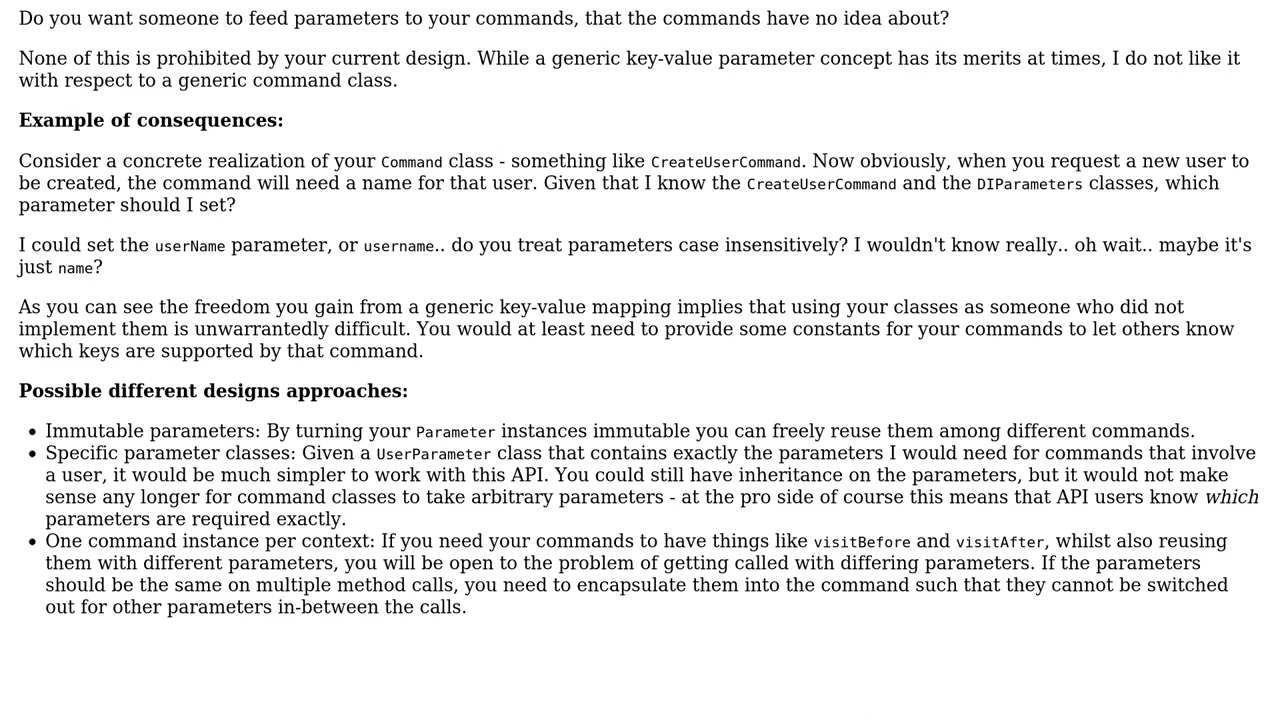 Do you want someone to feed parameters to your commands, that the commands have no idea about?
None of this is prohibited by your current design. While a generic key-value parameter concept has its merits at times, I do not like it
with respect to a generic command class.
Example of consequences:
Consider a concrete realization of your Command class - something like CreateUserCommand. Now obviously, when you request a new user to
be created, the command will need a name for that user. Given that I know the CreateUserCommand and the DIParameters classes, which
parameter should I set?
I could set the userName parameter, or username.. do you treat parameters case insensitively? I wouldn't know really.. oh wait.. maybe it's
just name?
As you can see the freedom you gain from a generic key-value mapping implies that using your classes as someone who did not
implement them is unwarrantedly difficult. You would at least need to provide some constants for your commands to let others know
which keys are supported by that command.
Possible different designs approaches:
• Immutable parameters: By turning your Parameter instances immutable you can freely reuse them among different commands.
• Specific parameter classes: Given a UserParameter class that contains exactly the parameters I would need for commands that involve
a user, it would be much simpler to work with this API. You could still have inheritance on the parameters, but it would not make
sense any longer for command classes to take arbitrary parameters - at the pro side of course this means that API users know which
parameters are required exactly.
• One command instance per context: If you need your commands to have things like visitBefore and visitAfter, whilst also reusing
them with different parameters, you will be open to the problem of getting called with differing parameters. If the parameters
should be the same on multiple method calls, you need to encapsulate them into the command such that they cannot be switched
out for other parameters in-between the calls.